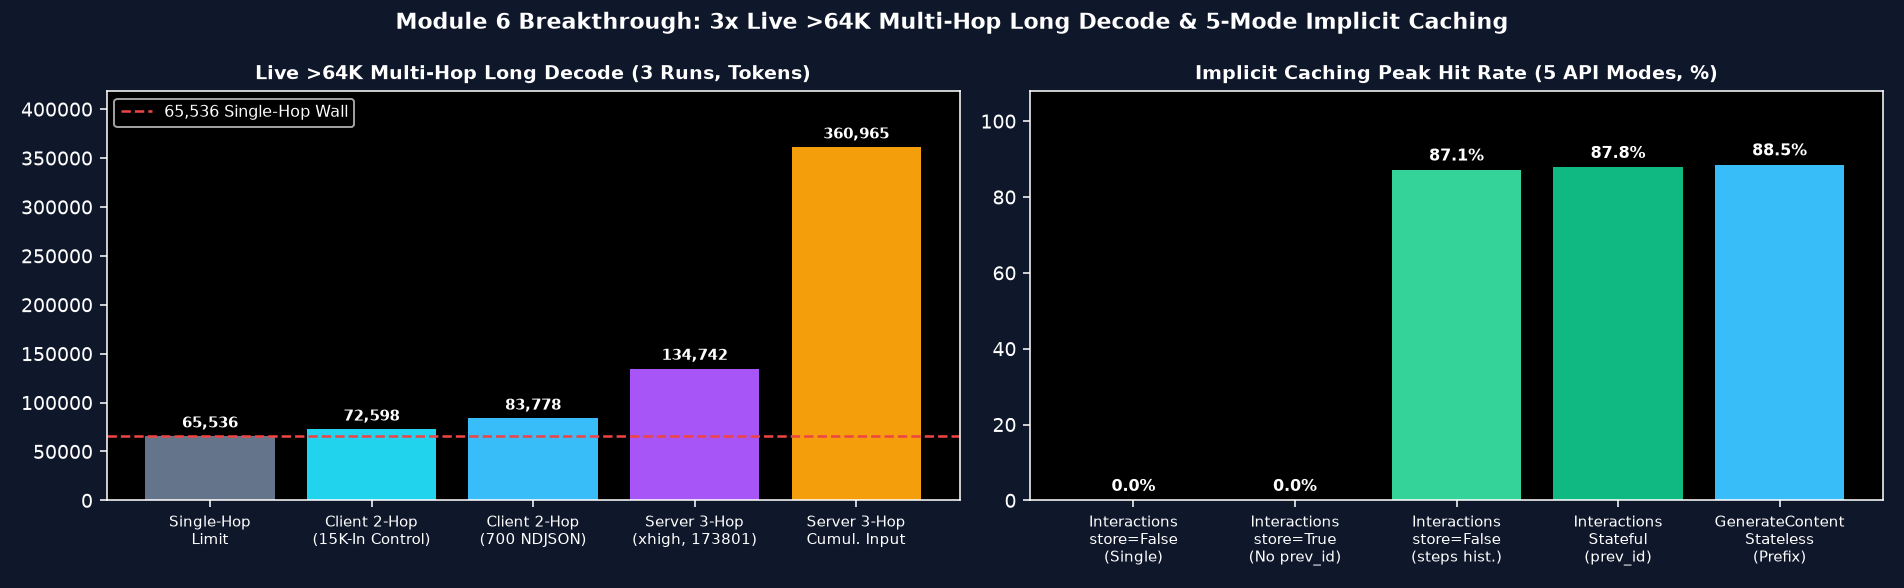 Module 6 Breakthrough: 3x Live >64K Multi-Hop Long Decode & 5-Mode Implicit Caching
Live >64K Multi-Hop Long Decode (3 Runs, Tokens)
65,536 Single-Hop Wall
400000
350000
300000
250000
200000
150000
100000
50000
0
65,536
72,598
83,778
134,742
360,965
Single-Hop
Limit
Client 2-Hop
(15K-In Control)
Client 2-Hop
(700 NDJSON)
Server 3-Hop
(xhigh, 173801)
Server 3-Hop
Cumul. Input
Implicit Caching Peak Hit Rate (5 API Modes, %)
100
80
60
40
20
0
0.0%
0.0%
87.1%
87.8%
88.5%
Interactions
store=False
(Single)
Interactions
store=True
(No prev_id)
Interactions
store=False
(steps hist.)
Interactions
Stateful
(prev_id)
GenerateContent
Stateless
(Prefix)